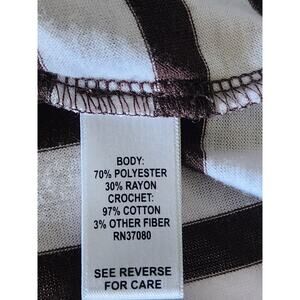 BODY:
70% POLYESTER
30% RAYON
CROCHET:
97% COTTON
3% OTHER FIBER
RN37080
SEE REVERSE
FOR CARE